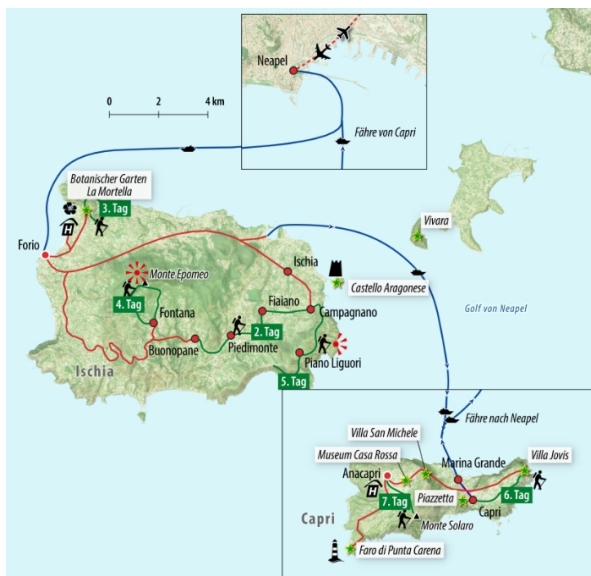 Neapel
0
2
4 km
Fähre von Capri
Botanischer Garten
La Mortella
3. Tag
H
Forio
Vivara
Ischia
Castello Aragonese
Monte Epomeo
4. Tag
Fontana
Fiaiano
2. Tag
Campagnano
Golf von Neapel
Buonopane
Piedimonte
Piano Liguori
Ischia
5. Tag
Fähre nach Neapel
Villa San Michele
Museum Casa Rossa
Marina Grande
Villa Jovis
Anacapri
H
7. Tag
Piazzetta
6. Tag
Capri
Capri
Monte Solaro
Faro di Punta Carena